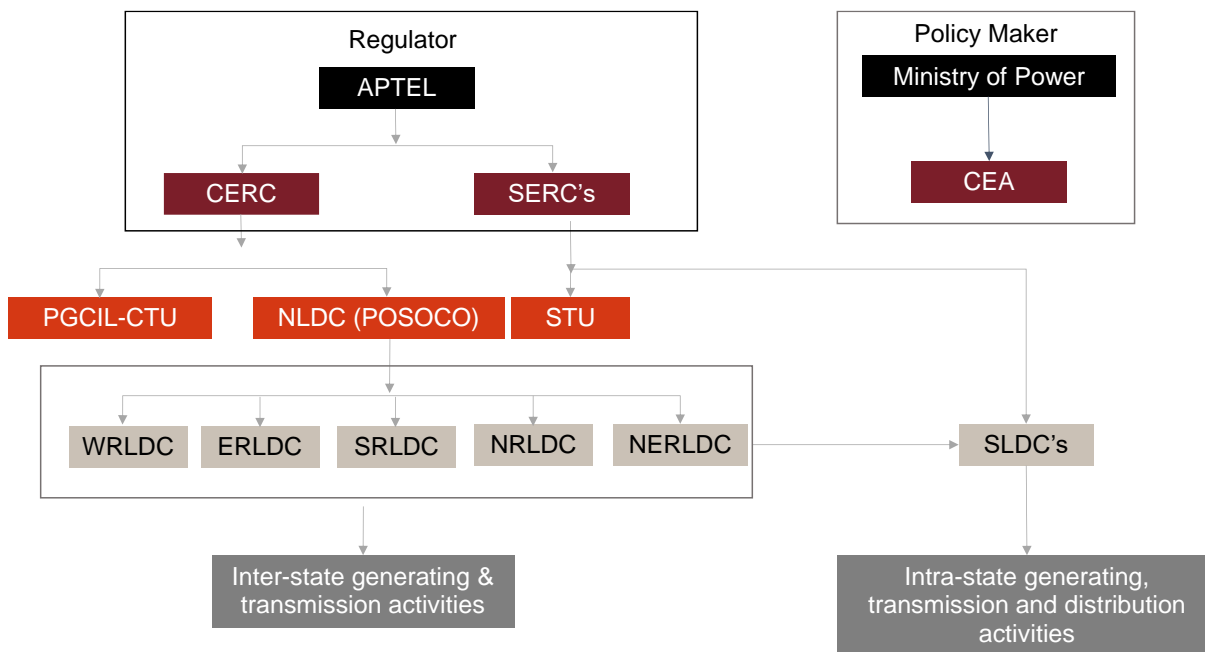 Regulator
APTEL
CERC
SERC's
Policy Maker
Ministry of Power
CEA
PGCIL-CTU
NLDC (POSOCO)
STU
WRLDC
ERLDC
SRLDC
NRLDC
NERLDC
SLDC's
Inter-state generating &
transmission activities
Intra-state generating,
transmission and distribution
activities